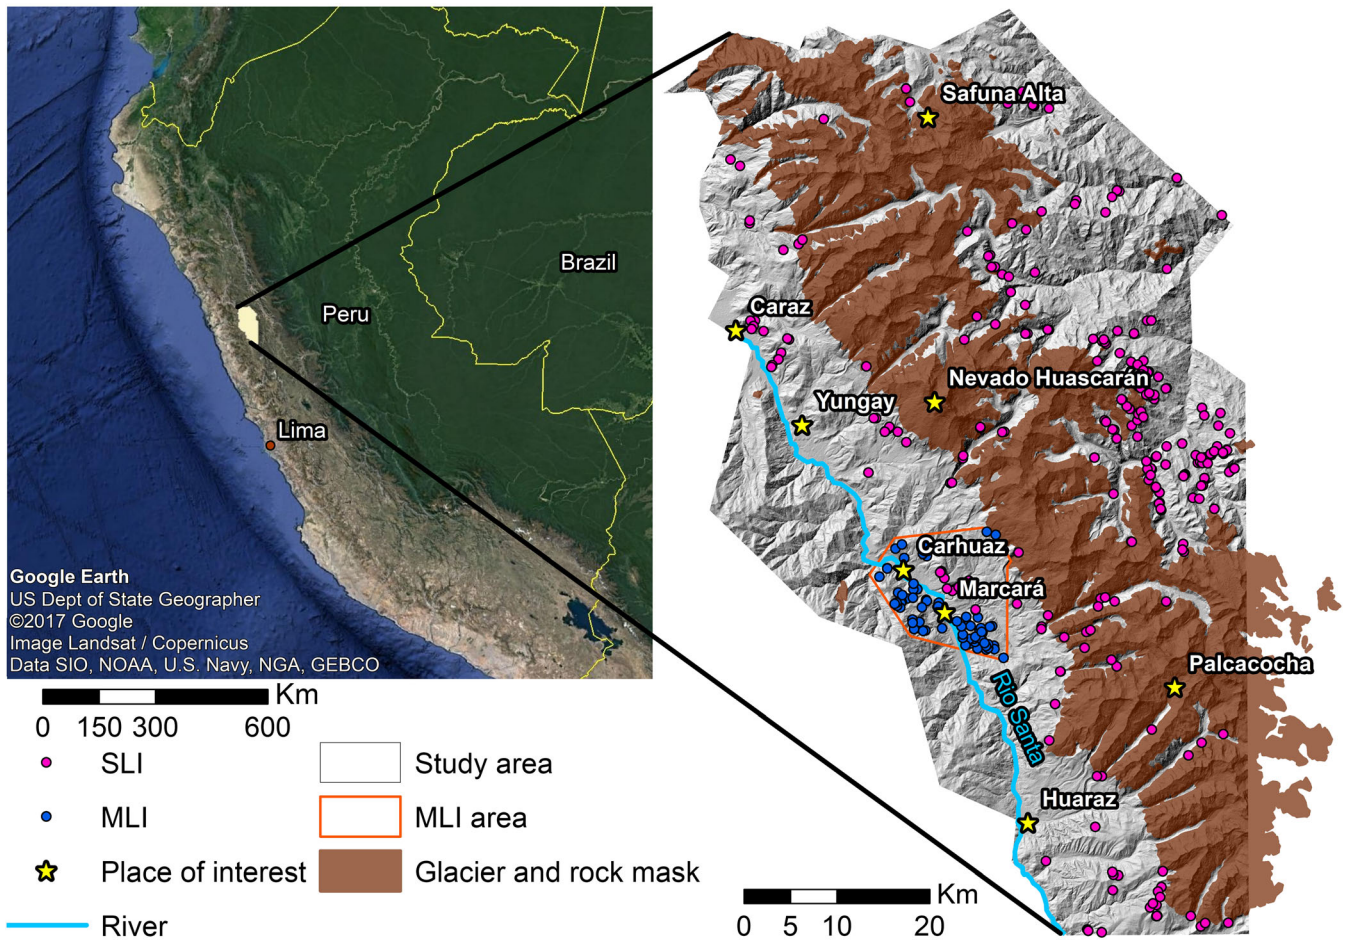 Safuna Alta
Brazil
Peru
Caraz
Nevado Huascarán
Yungay
Lima
Carhuaz
Marcará
Google Earth
US Dept of State Geographer
©2017 Google
Image Landsat / Copernicus
Data SIO, NOAA, U.S. Navy, NGA, GEBCO
Palcacocha
Rio Santa
Huaraz
Km
0 150 300 600
SLI
Study area
MLI
MLI area
Place of interest
Glacier and rock mask
River
Km
0 5 10 20